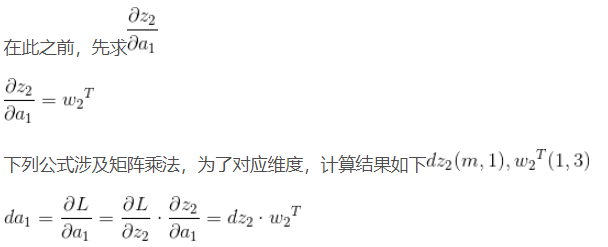 在此之前，先求 \frac{\partial z_2}{\partial a_1}
\frac{\partial z_2}{\partial a_1} = {w_2}^T
下列公式涉及矩阵乘法，为了对应维度，计算结果如下 dz_2(m,1), {w_2}^T(1,3)
da_1 = \frac{\partial L}{\partial a_1} = \frac{\partial L}{\partial z_2} \cdot \frac{\partial z_2}{\partial a_1} = dz_2 \cdot {w_2}^T